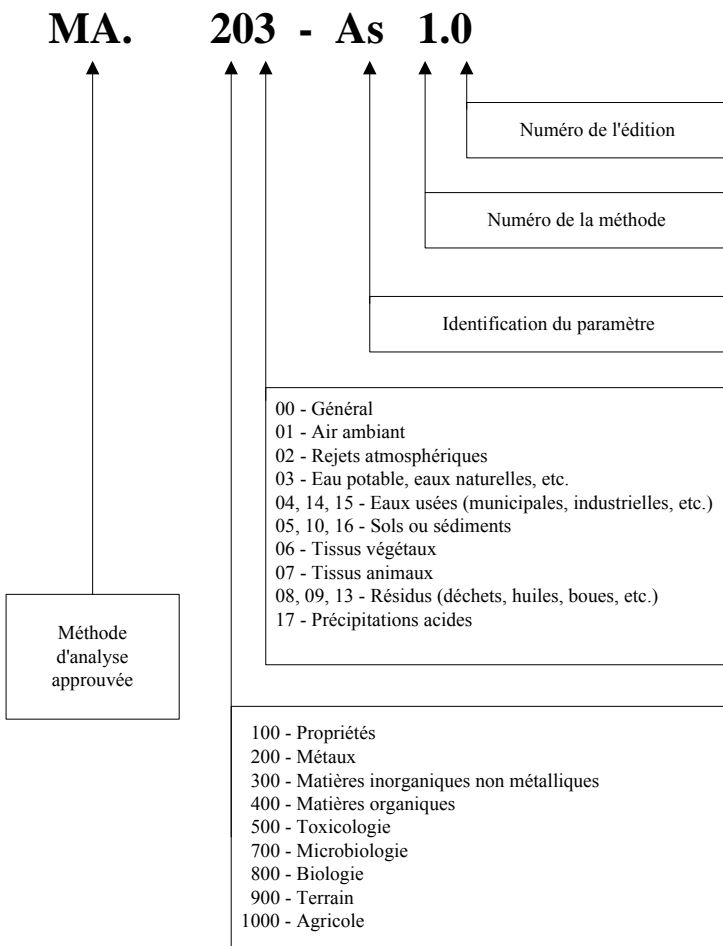 MA. 203 - As 1.0
Numéro de l'édition
Numéro de la méthode
Identification du paramètre
00 - Général
01 - Air ambiant
02 - Rejets atmosphériques
03 - Eau potable, eaux naturelles, etc.
04, 14, 15 - Eaux usées (municipales, industrielles, etc.)
05, 10, 16 - Sols ou sédiments
06 - Tissus végétaux
07 - Tissus animaux
08, 09, 13 - Résidus (déchets, huiles, boues, etc.)
17 - Précipitations acides
Méthode
d'analyse
approuvée
100 - Propriétés
200 - Métaux
300 - Matières inorganiques non métalliques
400 - Matières organiques
500 - Toxicologie
700 - Microbiologie
800 - Biologie
900 - Terrain
1000 - Agricole